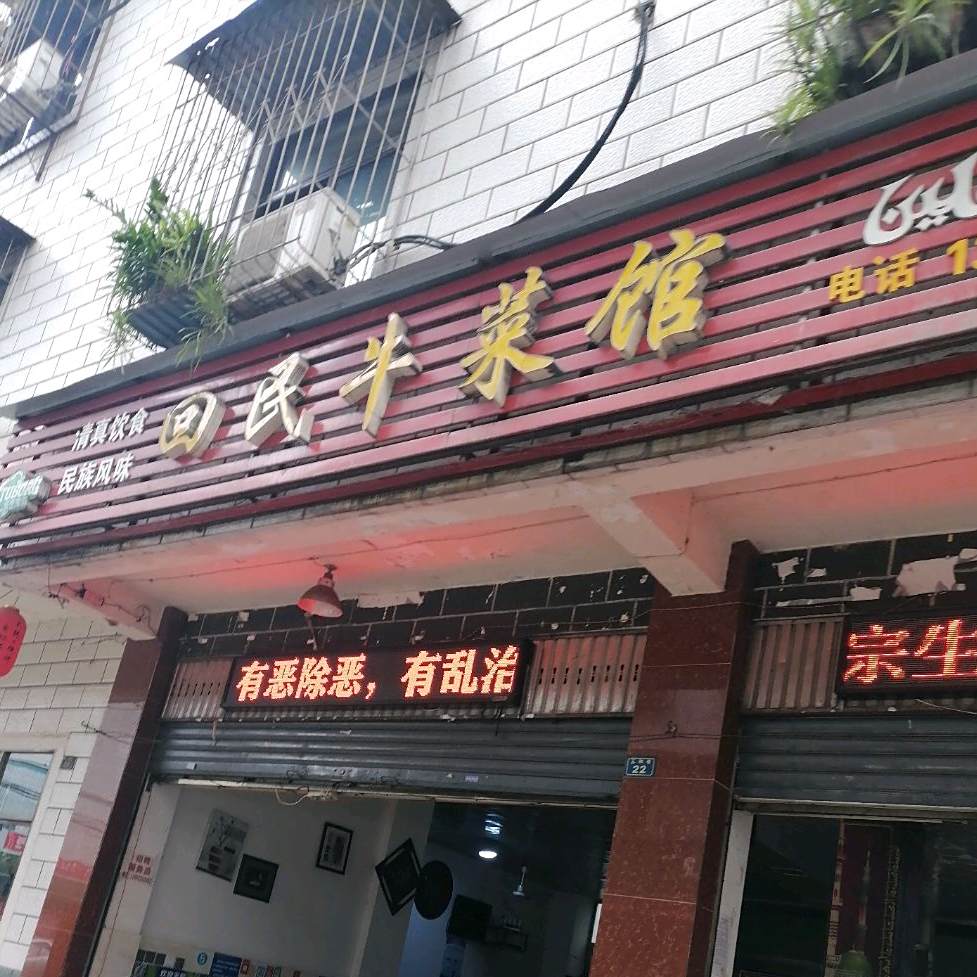 清真饮食
民族风味
回民牛菜馆
电话 13
有恶除恶，有乱治
宗生
22